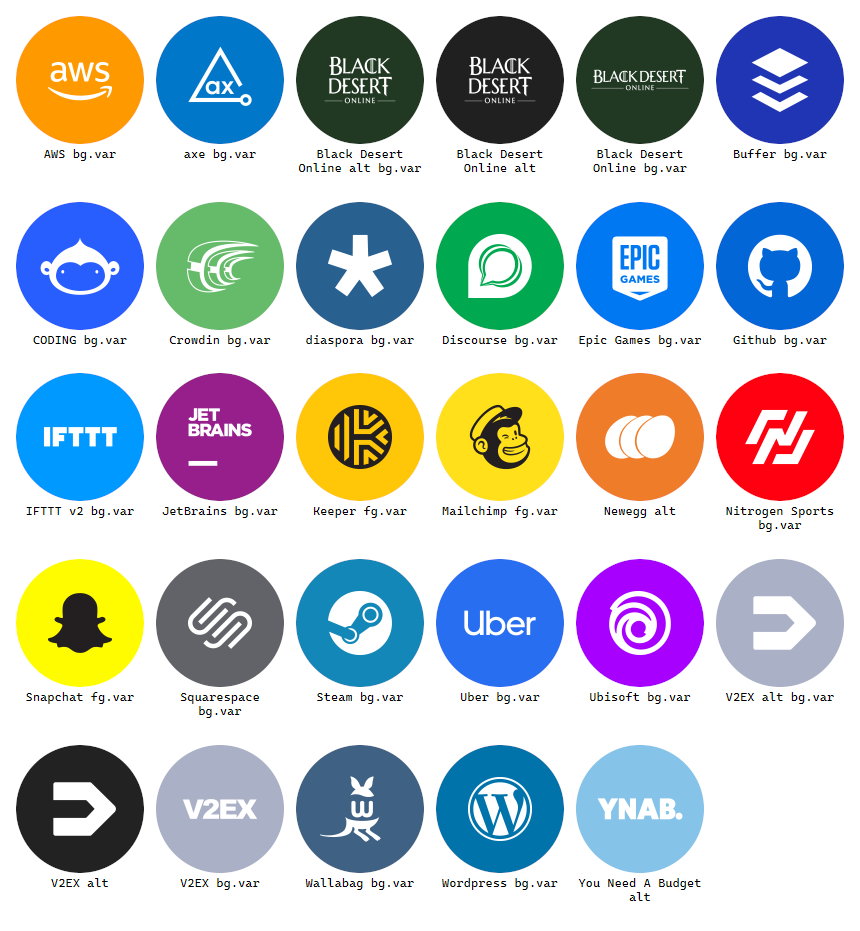 aws
AWS bg.var
ax
axe bg.var
BLACK
DESERT
ONLINE
Black Desert
Online alt bg.var
BLACK
DESERT
ONLINE
Black Desert
Online alt
BLACK DESERT
ONLINE
Black Desert
Online bg.var
Buffer bg.var
CODING bg.var
Crowdin bg.var
diaspora bg.var
Discourse bg.var
EPIC
GAMES
Epic Games bg.var
Github bg.var
IFTTT
IFTTT v2 bg.var
JET
BRAINS
JetBrains bg.var
K
Keeper fg.var
Mailchimp fg.var
Newegg alt
N
Nitrogen Sports
bg.var
Snapchat fg.var
Squarespace
bg.var
Steam bg.var
Uber
Uber bg.var
Ubisoft bg.var
V2EX alt bg.var
V2EX alt
V2EX
V2EX bg.var
w
Wallabag bg.var
W
Wordpress bg.var
YNAB.
You Need A Budget
alt